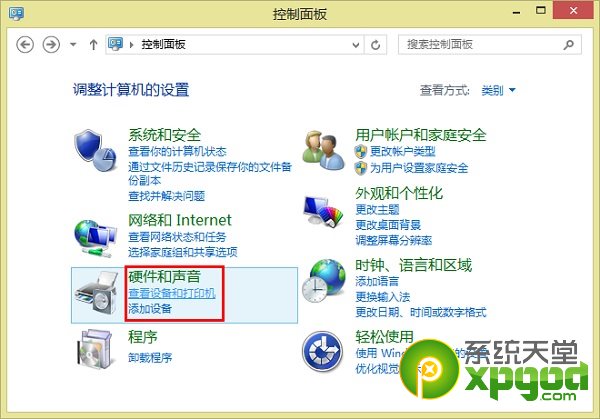 控制面板
控制面板
搜索控制面板
调整计算机的设置
查看方式: 类别
系统和安全
查看你的计算机状态
通过文件历史记录保存你的文件备
份副本
查找并解决问题
网络和 Internet
查看网络状态和任务
选择家庭组和共享选项
硬件和声音
查看设备和打印机
添加设备
程序
卸载程序
用户帐户和家庭安全
更改帐户类型
为用户设置家庭安全
外观和个性化
更改主题
更改桌面背景
调整屏幕分辨率
时钟、语言和区域
添加语言
更换输入法
更改日期、时间或数字格式
轻松使用
使用 Wind
优化视觉
系统天堂
xpgod.com